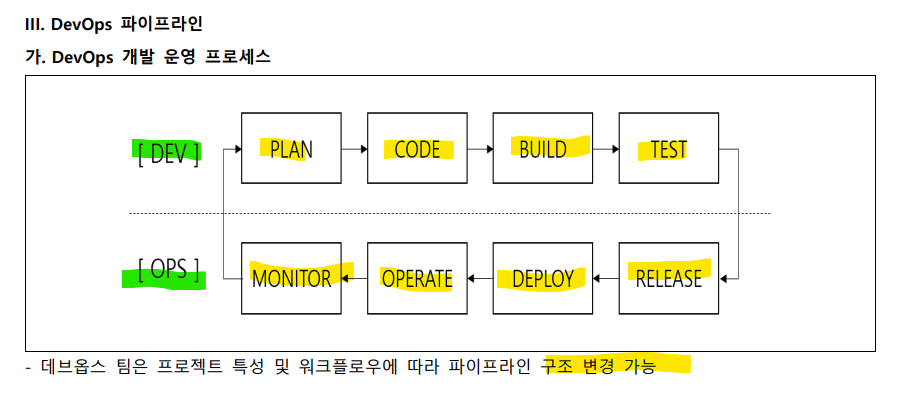 III. DevOps 파이프라인
가. DevOps 개발 운영 프로세스
[ DEV ] PLAN CODE BUILD TEST
[ OPS ] MONITOR OPERATE DEPLOY RELEASE
- 데브옵스 팀은 프로젝트 특성 및 워크플로우에 따라 파이프라인 구조 변경 가능